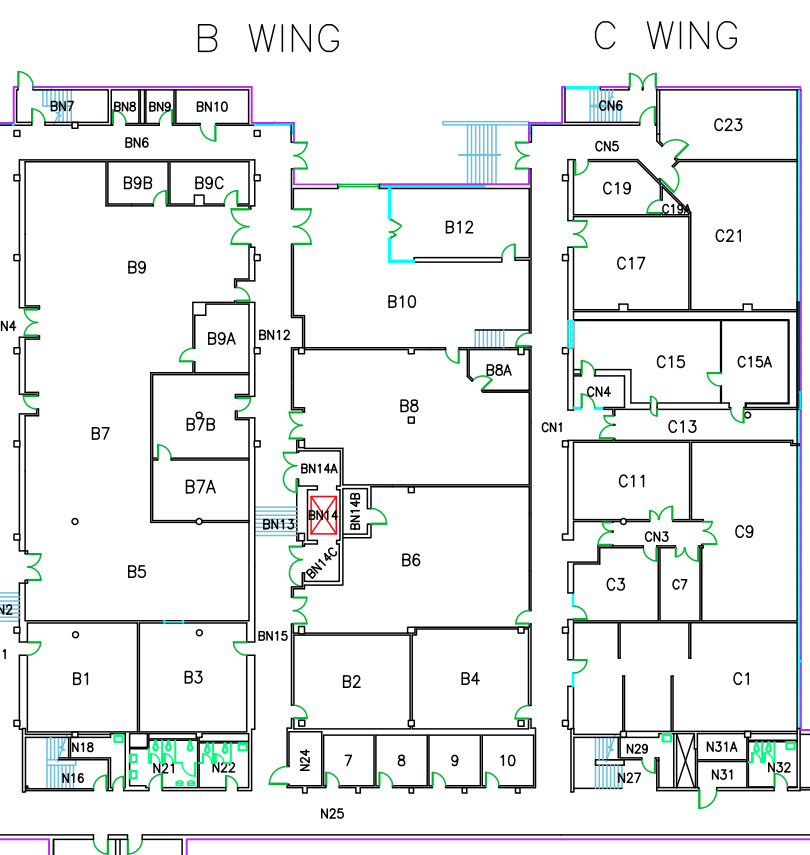 B WING
C WING
BN7
BN8
BN9
BN10
CN6
C23
BN6
CN5
B9B
B9C
C19
C19A
B12
C21
B9
C17
B10
N4
BN12
B9A
C15
C15A
B8A
CN4
B8
B7B
B7
CN1
C13
BN14A
C11
B7A
BN14
BN14B
BN13
C9
CN3
BN14C
B6
B5
C3
C7
N2
BN15
1
B1
B3
B2
B4
C1
N18
N24
7
8
9
10
N29
N31A
N16
N21
N22
N27
N31
N32
N25